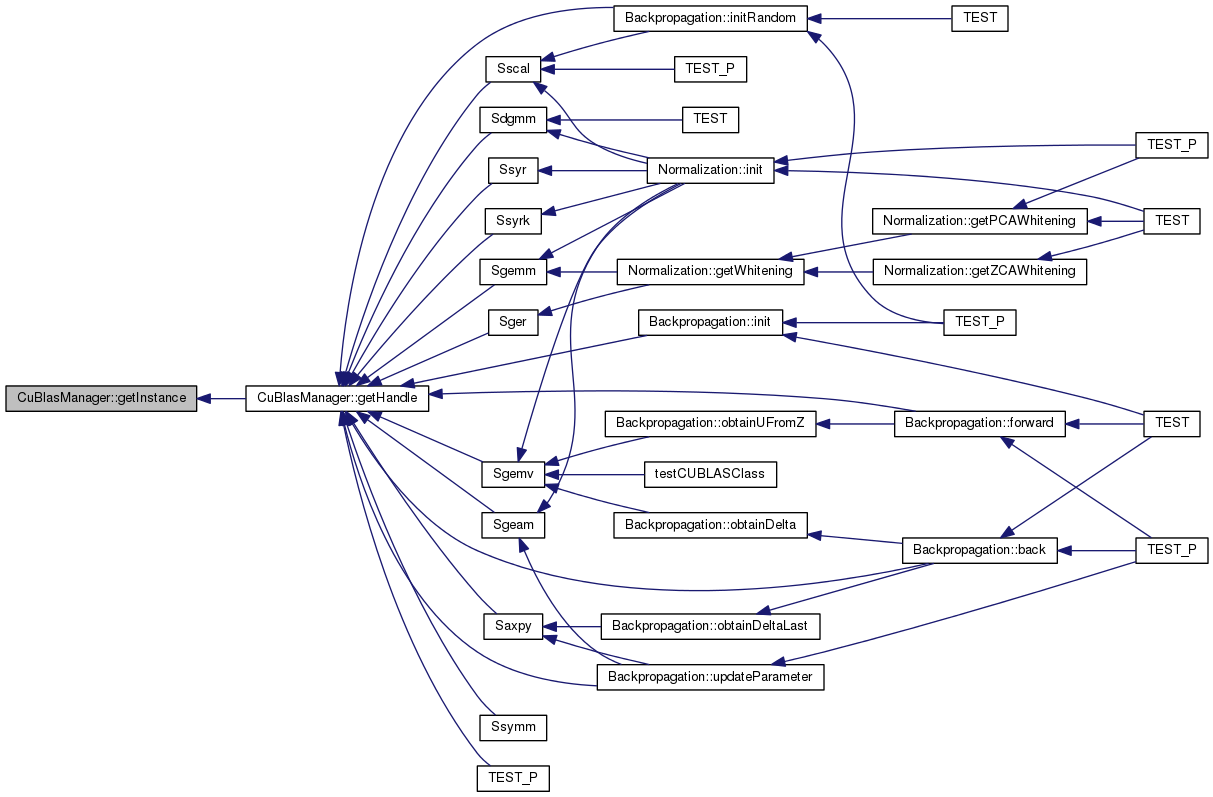 Backpropagation::initRandom
TEST
Sscal
TEST_P
Sdgmm
TEST
TEST_P
Ssyr
Normalization::init
Ssyrk
Normalization::getPCAWhitening
TEST
Sgemm
Normalization::getWhitening
Normalization::getZCAWhitening
Sger
Backpropagation::init
TEST_P
CuBlasManager::getInstance
CuBlasManager::getHandle
Backpropagation::obtainUFromZ
Backpropagation::forward
TEST
Sgemv
testCUBLASClass
Sgeam
Backpropagation::obtainDelta
Backpropagation::back
TEST_P
Saxpy
Backpropagation::obtainDeltaLast
Backpropagation::updateParameter
Ssymm
TEST_P